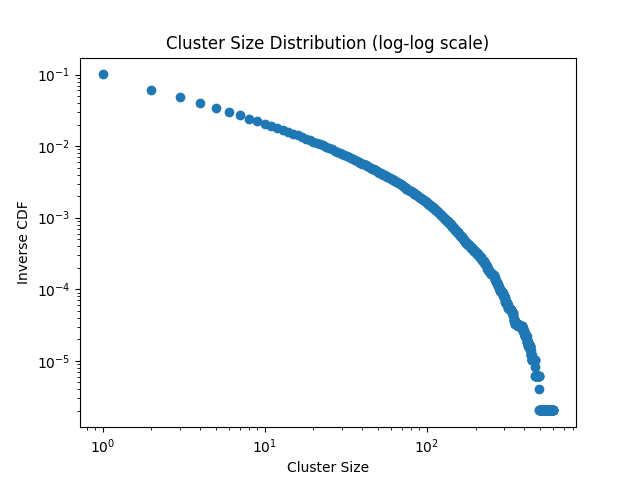 Cluster Size Distribution (log-log scale)
Inverse CDF
10⁻¹
10⁻²
10⁻³
10⁻⁴
10⁻⁵
10⁰ 10¹ 10²
Cluster Size